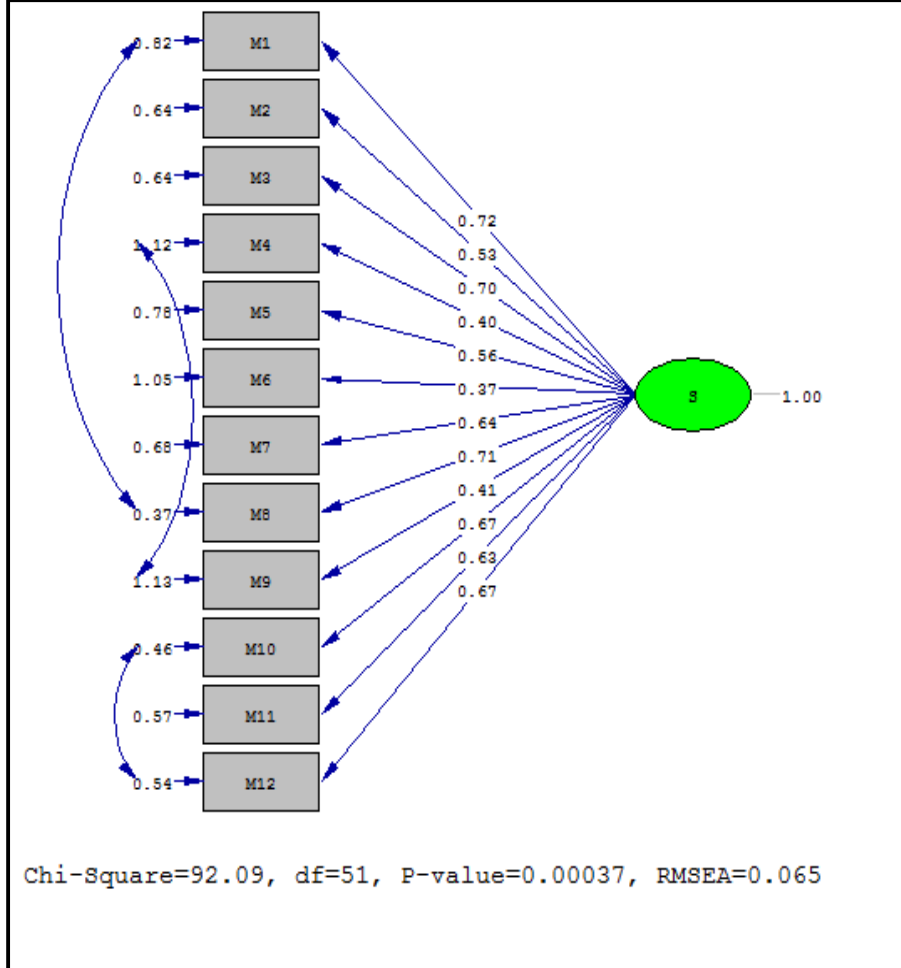 0.82 M1
0.64 M2
0.64 M3
1.12 M4
0.78 M5
1.05 M6
0.68 M7
0.37 M8
1.13 M9
0.46 M10
0.57 M11
0.54 M12
0.72
0.53
0.70
0.40
0.56
0.37
0.64
0.71
0.41
0.67
0.63
0.67
S 1.00
Chi-Square=92.09, df=51, P-value=0.00037, RMSEA=0.065